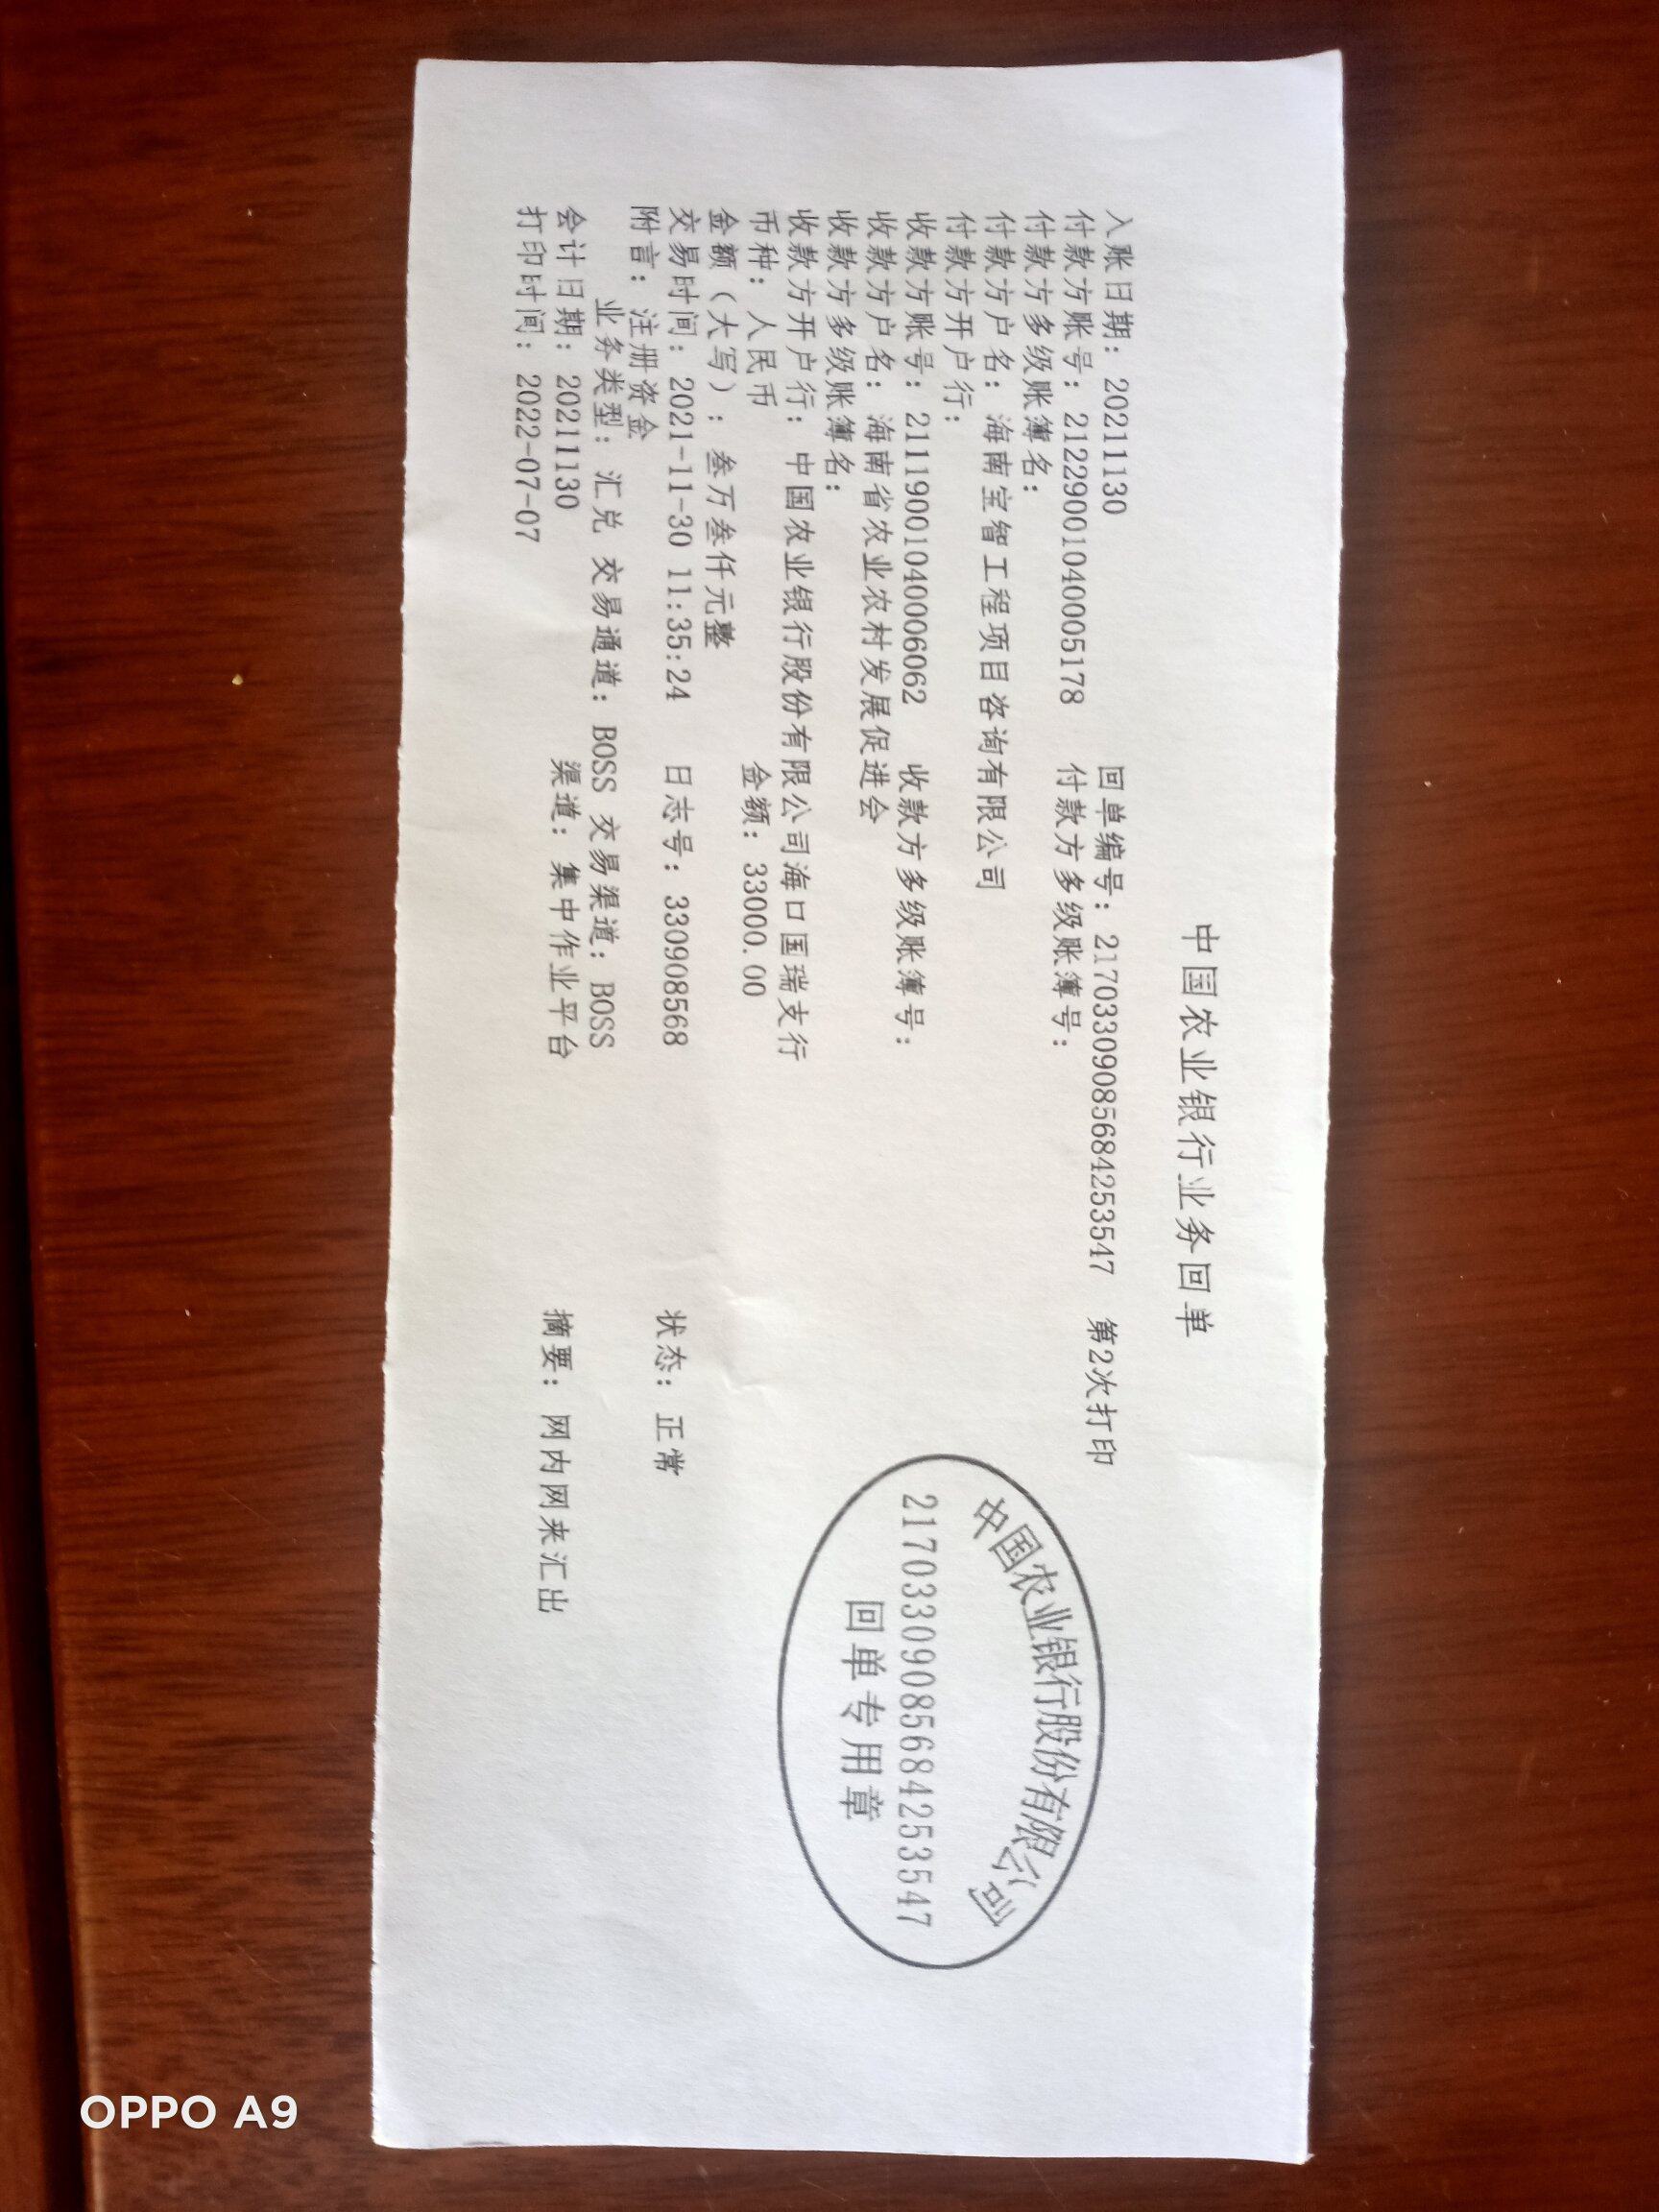 中国农业银行业务回单
入账日期：20211130 回单编号：21703309085684253547 第2次打印
付款方账号：21229001040005178 付款方多级账簿号：
付款方多级账簿名：
付款方户名：海南宝智工程项目咨询有限公司
付款方开户行：
收款方账号：21119001040006062 收款方多级账簿号：
收款方户名：海南省农业农村发展促进会
收款方多级账簿名：
收款方开户行：中国农业银行股份有限公司海口国瑞支行
币种：人民币 金额：33000.00
金额（大写）：叁万叁仟元整
交易时间：2021-11-30 11:35:24 日志号：330908568 状态：正常
附言：注册资金
业务类型：汇兑 交易通道：BOSS 交易渠道：BOSS
会计日期：20211130 渠道：集中作业平台 摘要：网内网来汇出
打印时间：2022-07-07
中国农业银行股份有限公司
21703309085684253547
回单专用章
OPPO A9